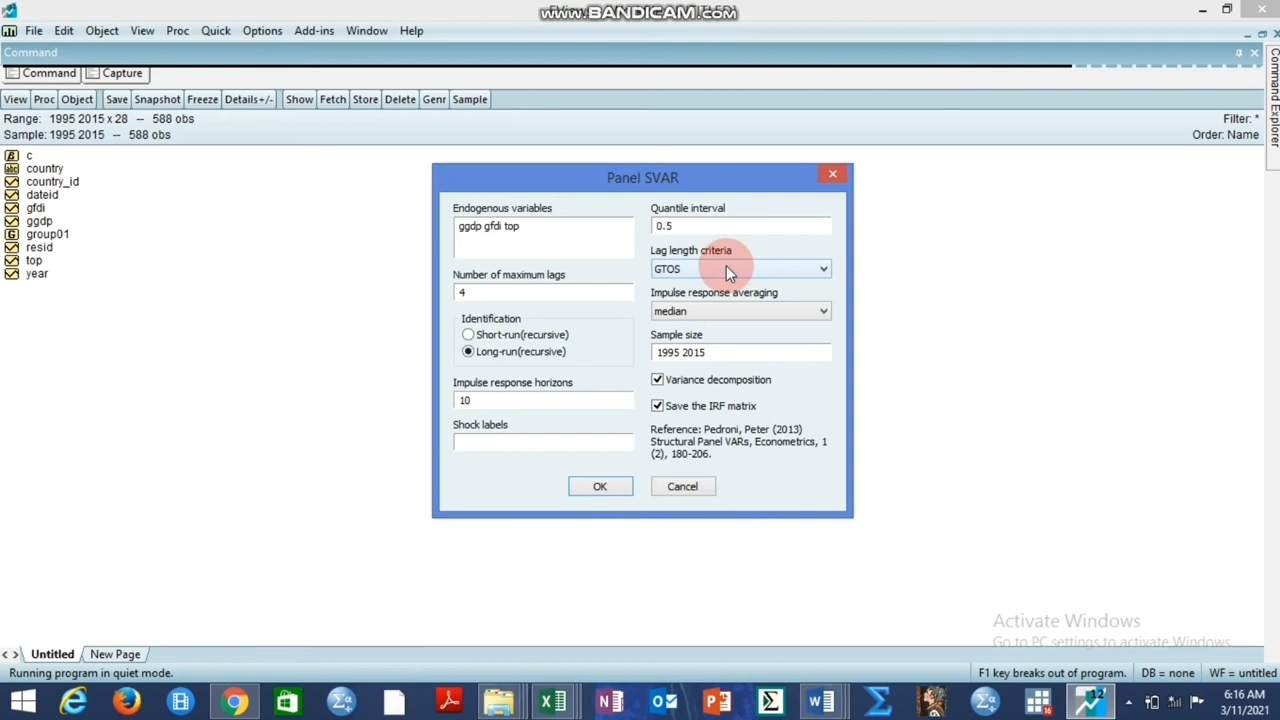 www.BANDICAM.com
File Edit Object View Proc Quick Options Add-ins Window Help
Command
Command Capture
View Proc Object Save Snapshot Freeze Details+/- Show Fetch Store Delete Genr Sample
Range: 1995 2015 x 28 -- 588 obs
Filter: *
Sample: 1995 2015 -- 588 obs
Order: Name
Command Explorer
c
country
country_id
dateid
gfdi
ggdp
group01
resid
top
year
Panel SVAR
Endogenous variables
ggdp gfdi top
Number of maximum lags
4
Identification
Short-run(recursive)
Long-run(recursive)
Impulse response horizons
10
Shock labels
Quantile interval
0.5
Lag length criteria
GTOS
Impulse response averaging
median
Sample size
1995 2015
Variance decomposition
Save the IRF matrix
Reference: Pedroni, Peter (2013)
Structural Panel VARs, Econometrics, 1
(2), 180-206.
OK Cancel
Activate Windows
Go to PC settings to activate Windows.
Untitled New Page
Running program in quiet mode.
F1 key breaks out of program. DB = none WF = untitled
6:16 AM
3/11/2021